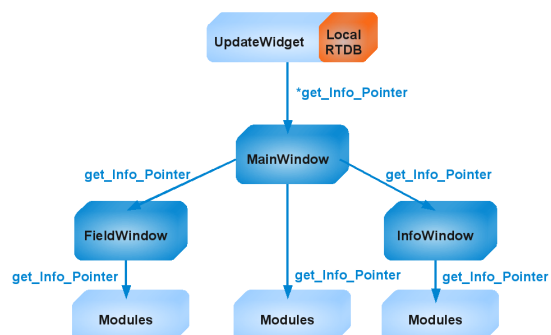 UpdateWidget
Local
RTDB
*get_Info_Pointer
MainWindow
get_Info_Pointer
get_Info_Pointer
FieldWindow
InfoWindow
get_Info_Pointer
get_Info_Pointer
get_Info_Pointer
Modules
Modules
Modules